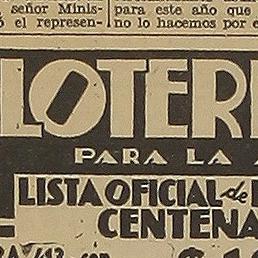 señor Minis-
ó el represen-
para este año que
no lo hacemos por e
LOTER
PARA LA
LISTA OFICIAL de
CENTENA